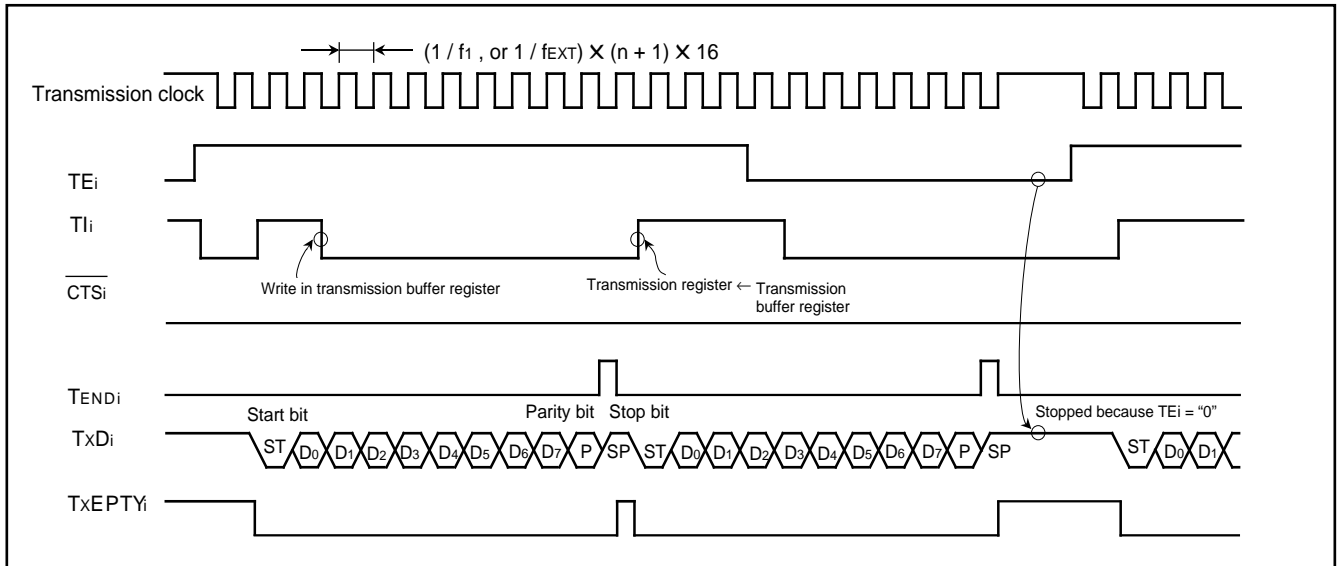 (1 / f1 , or 1 / fEXT) X (n + 1) X 16
Transmission clock
TEi
TIi
Write in transmission buffer register
Transmission register ← Transmission
buffer register
CTSi
TENDi
Start bit
Parity bit Stop bit
Stopped because TEi = “0”
TxDi
ST D0 D1 D2 D3 D4 D5 D6 D7 P SP ST D0 D1 D2 D3 D4 D5 D6 D7 P SP ST D0 D1
TxEPTYi